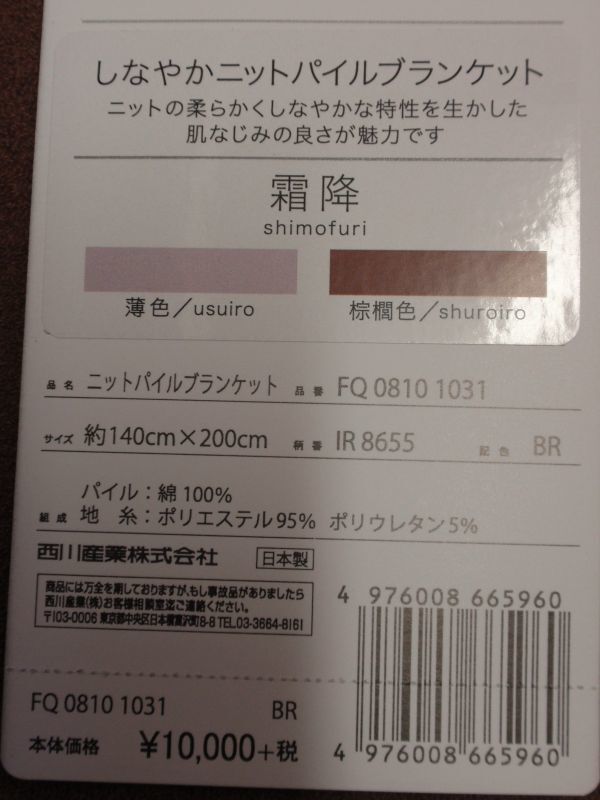 しなやかニットパイルブランケット
ニットの柔らかくしなやかな特性を生かした
肌なじみの良さが魅力です
霜降
shimofuri
薄色/usuiro 棕櫚色/shuroiro
品名 ニットパイルブランケット 品番 FQ 0810 1031
サイズ 約140cm×200cm 柄番 IR 8655 配色 BR
パイル:綿 100%
組成 地 糸:ポリエステル95% ポリウレタン5%
西川産業株式会社 日本製
商品には万全を期しておりますが、もし事故品がありましたら
西川産業(株)お客様相談室迄ご連絡ください。
〒103-0006 東京都中央区日本橋富沢町8-8 TEL.03-3664-8161
4 976008 665960
FQ 0810 1031 BR
本体価格 ¥10,000+税
4 976008 665960